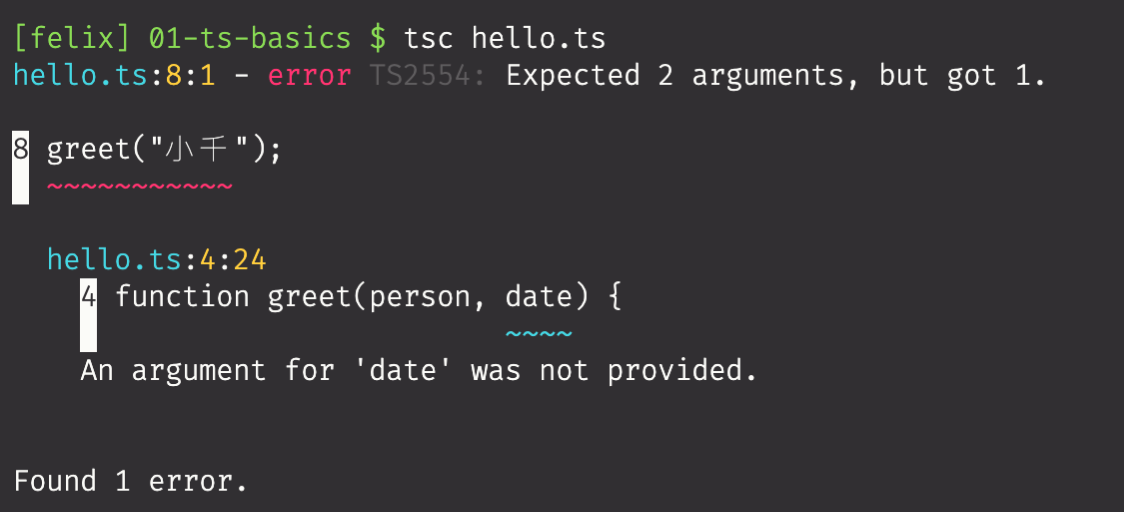 [felix] 01-ts-basics $ tsc hello.ts
hello.ts:8:1 - error TS2554: Expected 2 arguments, but got 1.
8 greet("小千");
~~~~~~~~~~~
hello.ts:4:24
4 function greet(person, date) {
~~~~
An argument for 'date' was not provided.
Found 1 error.